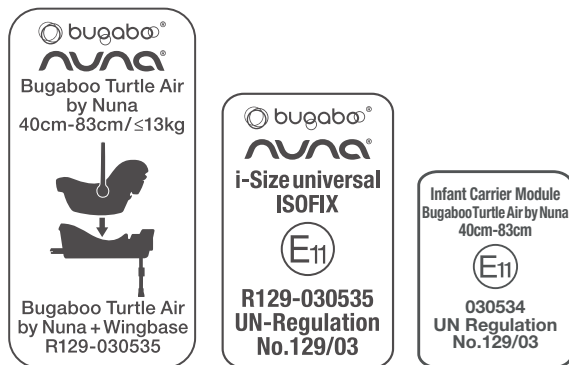 bugaboo®
nuna®
Bugaboo Turtle Air
by Nuna
40cm-83cm/≤13kg
Bugaboo Turtle Air
by Nuna + Wingbase
R129-030535
bugaboo®
nuna®
i-Size universal
ISOFIX
E11
R129-030535
UN-Regulation
No.129/03
Infant Carrier Module
Bugaboo Turtle Air by Nuna
40cm-83cm
E11
030534
UN Regulation
No.129/03